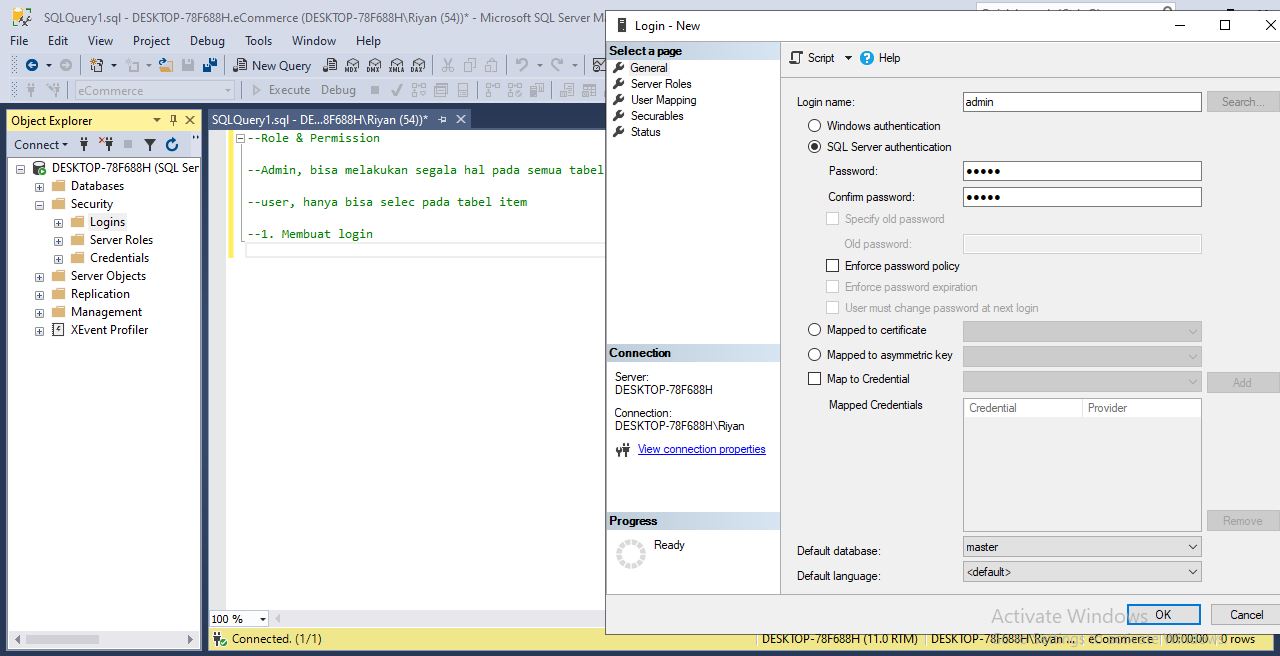 SQLQuery1.sql - DESKTOP-78F688H.eCommerce (DESKTOP-78F688H\Riyan (54))* - Microsoft SQL Server Ma
File Edit View Project Debug Tools Window Help
New Query MDX DMX XMLA DAX
eCommerce Execute Debug
Object Explorer
Connect
DESKTOP-78F688H (SQL Ser
Databases
Security
Logins
Server Roles
Credentials
Server Objects
Replication
Management
XEvent Profiler
SQLQuery1.sql - DE...8F688H\Riyan (54))*
--Role & Permission
--Admin, bisa melakukan segala hal pada semua tabel
--user, hanya bisa selec pada tabel item
--1. Membuat login
100 %
Connected. (1/1)
DESKTOP-78F688H (11.0 RTM) DESKTOP-78F688H\Riyan ... eCommerce 00:00:00 0 rows
Login - New
Select a page
General
Server Roles
User Mapping
Securables
Status
Connection
Server:
DESKTOP-78F688H
Connection:
DESKTOP-78F688H\Riyan
View connection properties
Progress
Ready
Script Help
Login name: admin Search...
Windows authentication
SQL Server authentication
Password: •••••
Confirm password: •••••
Specify old password
Old password:
Enforce password policy
Enforce password expiration
User must change password at next login
Mapped to certificate
Mapped to asymmetric key
Map to Credential Add
Mapped Credentials Credential Provider
Remove
Default database: master
Default language: <default>
Activate Windows
OK Cancel